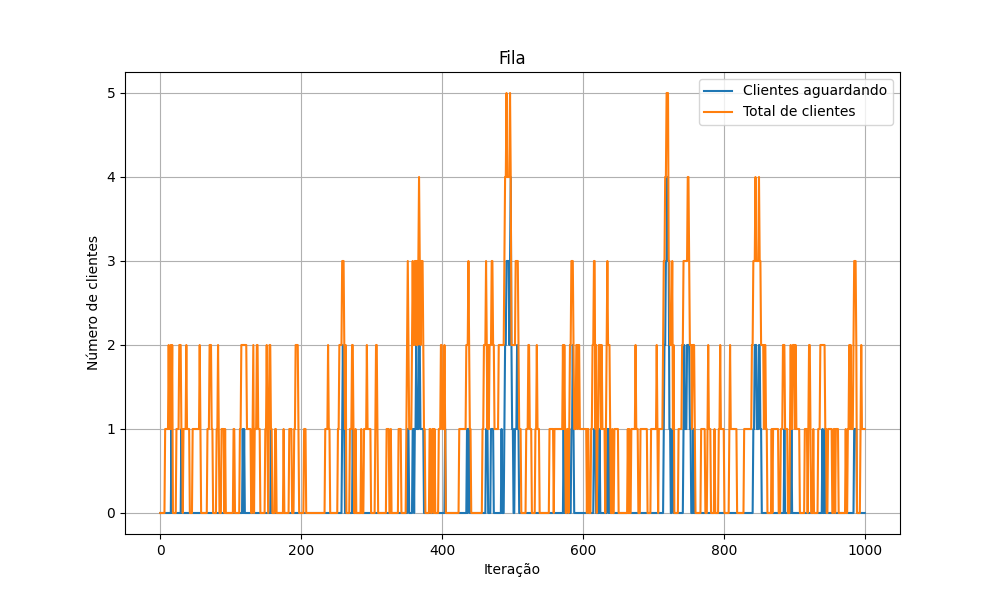 Fila
Clientes aguardando
Total de clientes
5
4
3
2
1
0
Número de clientes
0 200 400 600 800 1000
Iteração